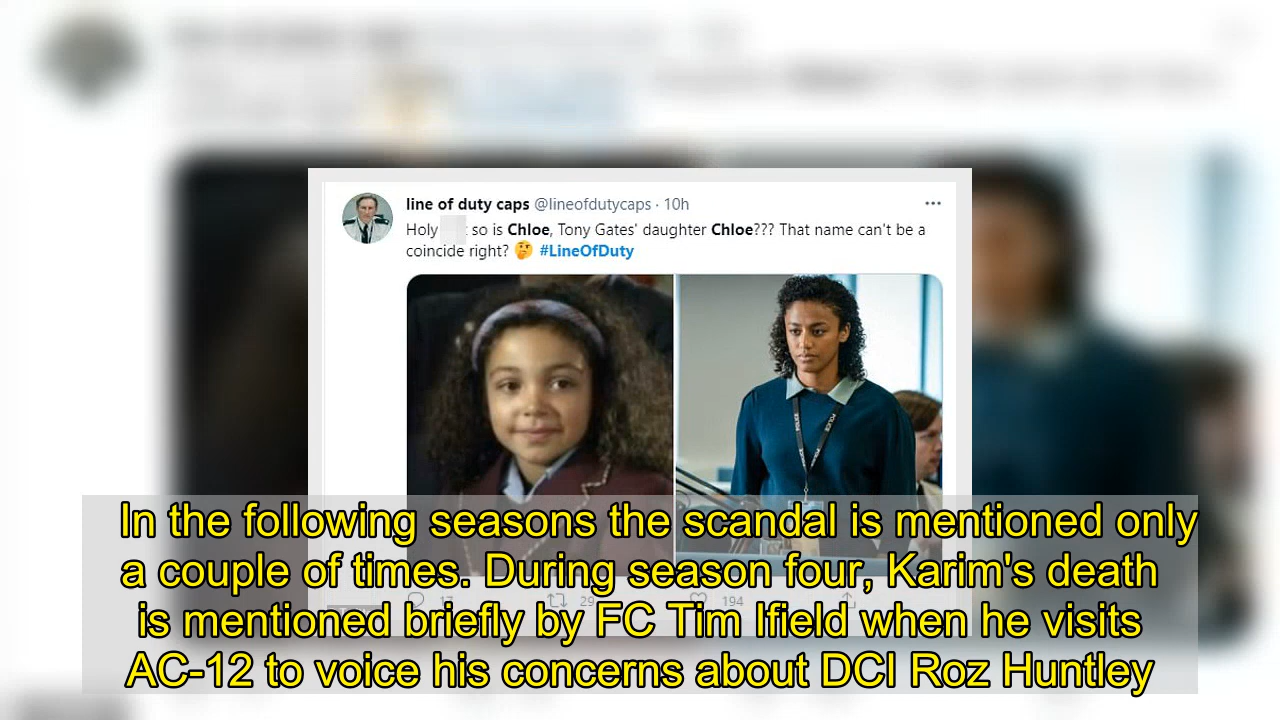 line of duty caps @lineofdutycaps · 10h
Holy so is Chloe, Tony Gates' daughter Chloe??? That name can't be a
coincide right? 🤔 #LineOfDuty
17 29 194
In the following seasons the scandal is mentioned only
a couple of times. During season four, Karim's death
is mentioned briefly by FC Tim Ifield when he visits
AC-12 to voice his concerns about DCI Roz Huntley